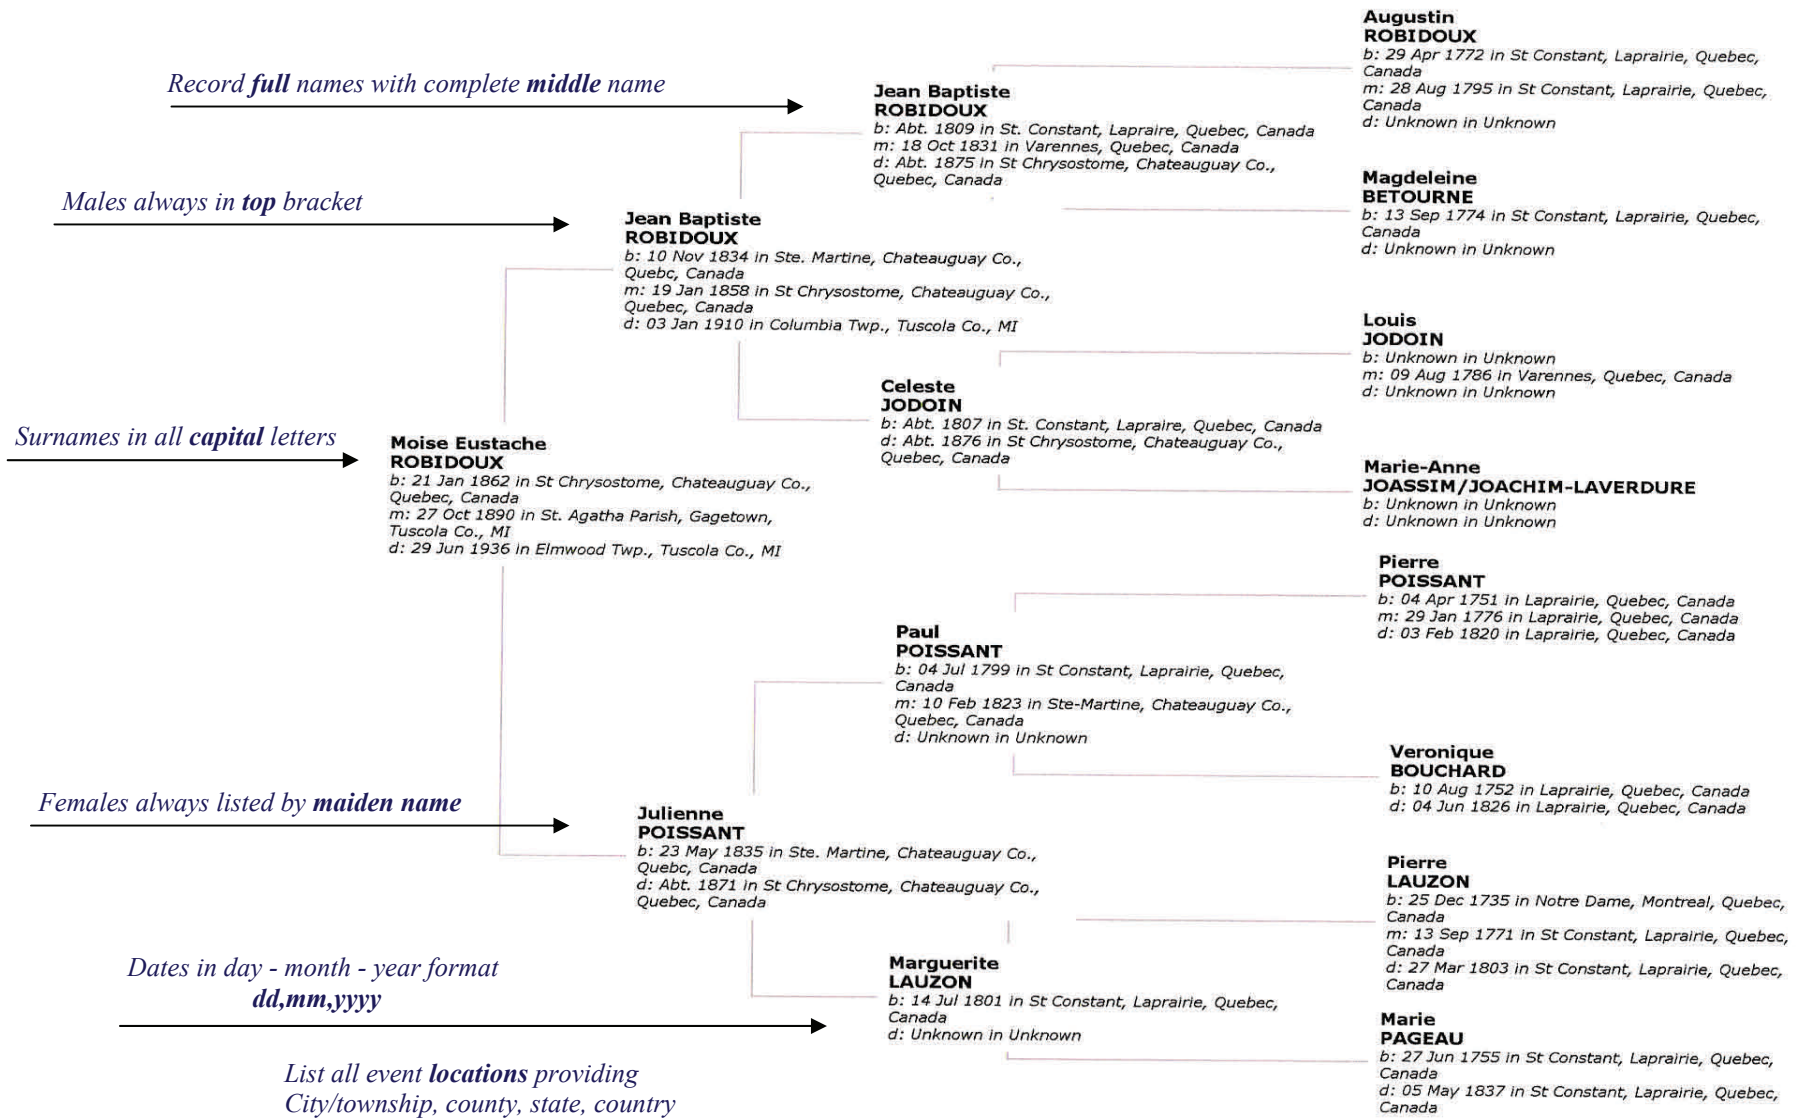 Record full names with complete middle name
Males always in top bracket
Surnames in all capital letters
Females always listed by maiden name
Dates in day - month - year format
dd,mm,yyyy
List all event locations providing
City/township, county, state, country
Moise Eustache
ROBIDOUX
b: 21 Jan 1862 in St Chrysostome, Chateauguay Co.,
Quebec, Canada
m: 27 Oct 1890 in St. Agatha Parish, Gagetown,
Tuscola Co., MI
d: 29 Jun 1936 in Elmwood Twp., Tuscola Co., MI
Jean Baptiste
ROBIDOUX
b: 10 Nov 1834 in Ste. Martine, Chateauguay Co.,
Quebc, Canada
m: 19 Jan 1858 in St Chrysostome, Chateauguay Co.,
Quebec, Canada
d: 03 Jan 1910 in Columbia Twp., Tuscola Co., MI
Julienne
POISSANT
b: 23 May 1835 in Ste. Martine, Chateauguay Co.,
Quebc, Canada
d: Abt. 1871 in St Chrysostome, Chateauguay Co.,
Quebec, Canada
Jean Baptiste
ROBIDOUX
b: Abt. 1809 in St. Constant, Lapraire, Quebec, Canada
m: 18 Oct 1831 in Varennes, Quebec, Canada
d: Abt. 1875 in St Chrysostome, Chateauguay Co.,
Quebec, Canada
Celeste
JODOIN
b: Abt. 1807 in St. Constant, Lapraire, Quebec, Canada
d: Abt. 1876 in St Chrysostome, Chateauguay Co.,
Quebec, Canada
Paul
POISSANT
b: 04 Jul 1799 in St Constant, Laprairie, Quebec,
Canada
m: 10 Feb 1823 in Ste-Martine, Chateauguay Co.,
Quebec, Canada
d: Unknown in Unknown
Marguerite
LAUZON
b: 14 Jul 1801 in St Constant, Laprairie, Quebec,
Canada
d: Unknown in Unknown
Augustin
ROBIDOUX
b: 29 Apr 1772 in St Constant, Laprairie, Quebec,
Canada
m: 28 Aug 1795 in St Constant, Laprairie, Quebec,
Canada
d: Unknown in Unknown
Magdeleine
BETOURNE
b: 13 Sep 1774 in St Constant, Laprairie, Quebec,
Canada
d: Unknown in Unknown
Louis
JODOIN
b: Unknown in Unknown
m: 09 Aug 1786 in Varennes, Quebec, Canada
d: Unknown in Unknown
Marie-Anne
JOASSIM/JOACHIM-LAVERDURE
b: Unknown in Unknown
d: Unknown in Unknown
Pierre
POISSANT
b: 04 Apr 1751 in Laprairie, Quebec, Canada
m: 29 Jan 1776 in Laprairie, Quebec, Canada
d: 03 Feb 1820 in Laprairie, Quebec, Canada
Veronique
BOUCHARD
b: 10 Aug 1752 in Laprairie, Quebec, Canada
d: 04 Jun 1826 in Laprairie, Quebec, Canada
Pierre
LAUZON
b: 25 Dec 1735 in Notre Dame, Montreal, Quebec,
Canada
m: 13 Sep 1771 in St Constant, Laprairie, Quebec,
Canada
d: 27 Mar 1803 in St Constant, Laprairie, Quebec,
Canada
Marie
PAGEAU
b: 27 Jun 1755 in St Constant, Laprairie, Quebec,
Canada
d: 05 May 1837 in St Constant, Laprairie, Quebec,
Canada